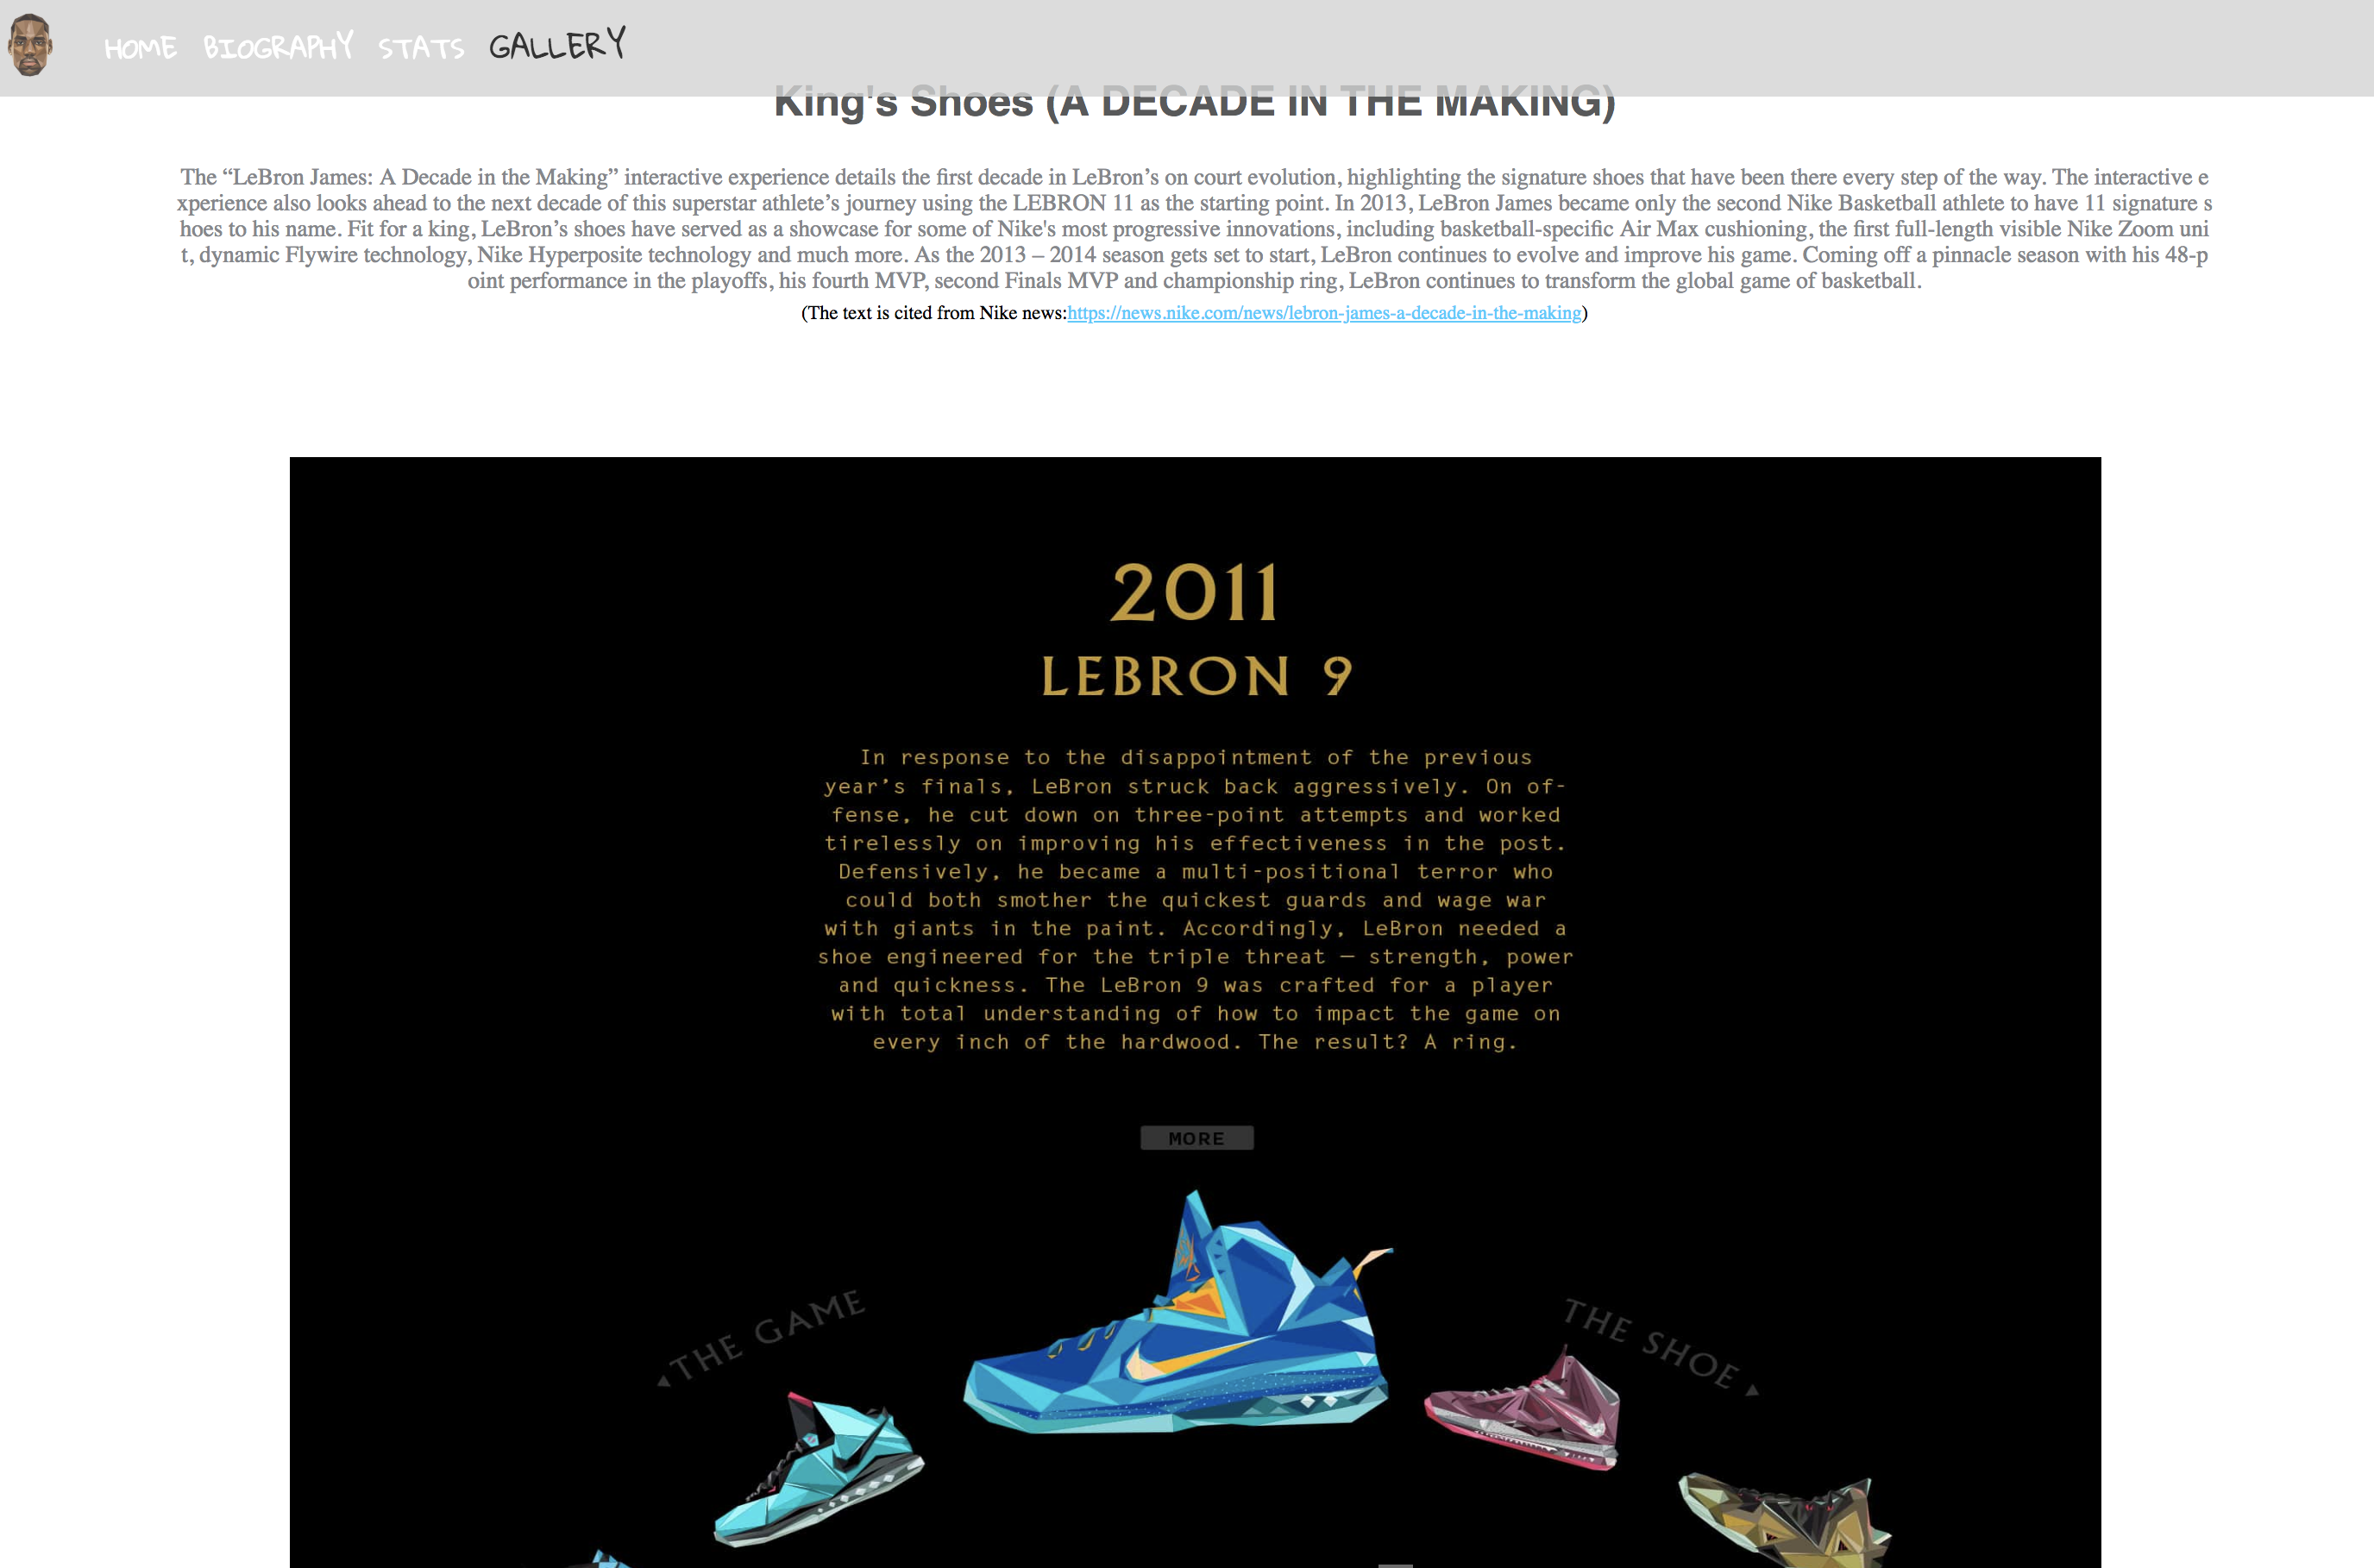 HOME BIOGRAPHY STATS GALLERY
King's Shoes (A DECADE IN THE MAKING)
The “LeBron James: A Decade in the Making” interactive experience details the first decade in LeBron’s on court evolution, highlighting the signature shoes that have been there every step of the way. The interactive e
xperience also looks ahead to the next decade of this superstar athlete’s journey using the LEBRON 11 as the starting point. In 2013, LeBron James became only the second Nike Basketball athlete to have 11 signature s
hoes to his name. Fit for a king, LeBron’s shoes have served as a showcase for some of Nike's most progressive innovations, including basketball-specific Air Max cushioning, the first full-length visible Nike Zoom uni
t, dynamic Flywire technology, Nike Hyperposite technology and much more. As the 2013 – 2014 season gets set to start, LeBron continues to evolve and improve his game. Coming off a pinnacle season with his 48-p
oint performance in the playoffs, his fourth MVP, second Finals MVP and championship ring, LeBron continues to transform the global game of basketball.
(The text is cited from Nike news:https://news.nike.com/news/lebron-james-a-decade-in-the-making)
2011
LEBRON 9
In response to the disappointment of the previous
year’s finals, LeBron struck back aggressively. On of-
fense, he cut down on three-point attempts and worked
tirelessly on improving his effectiveness in the post.
Defensively, he became a multi-positional terror who
could both smother the quickest guards and wage war
with giants in the paint. Accordingly, LeBron needed a
shoe engineered for the triple threat — strength, power
and quickness. The LeBron 9 was crafted for a player
with total understanding of how to impact the game on
every inch of the hardwood. The result? A ring.
MORE
THE GAME
THE SHOE